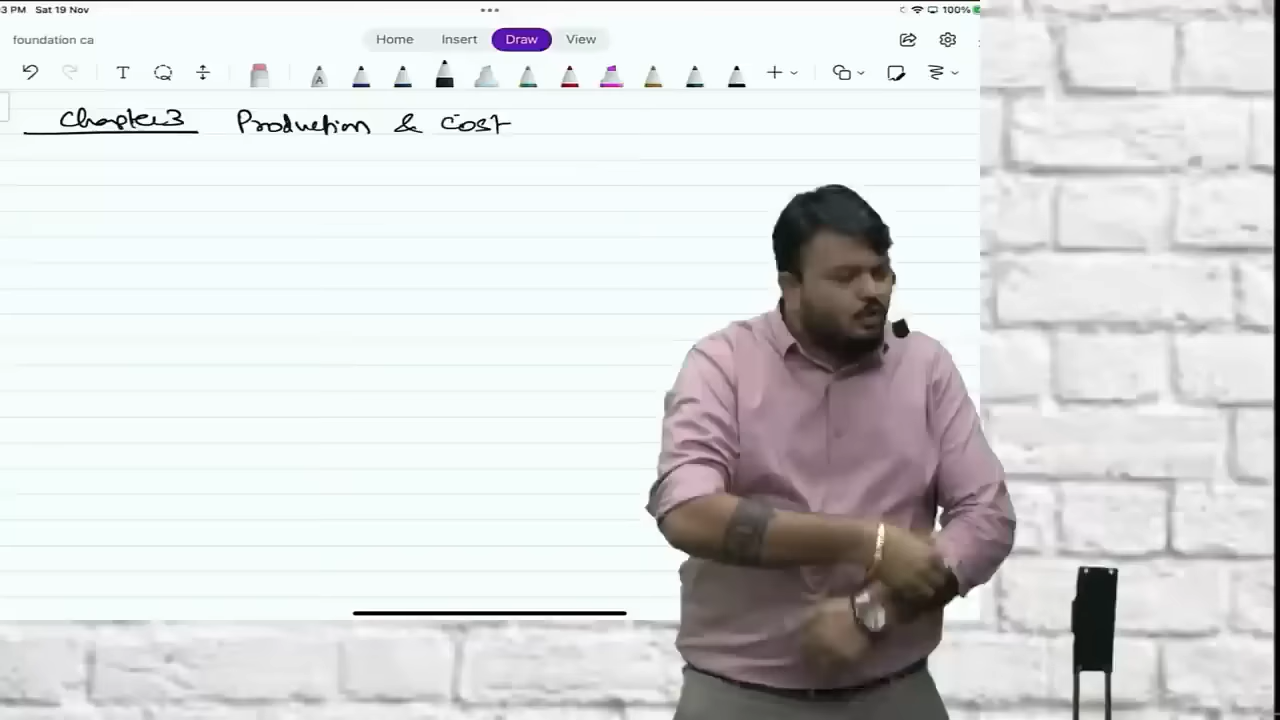 3 PM Sat 19 Nov
100%
foundation ca
Home Insert Draw View
Chapter 3 Production & Cost